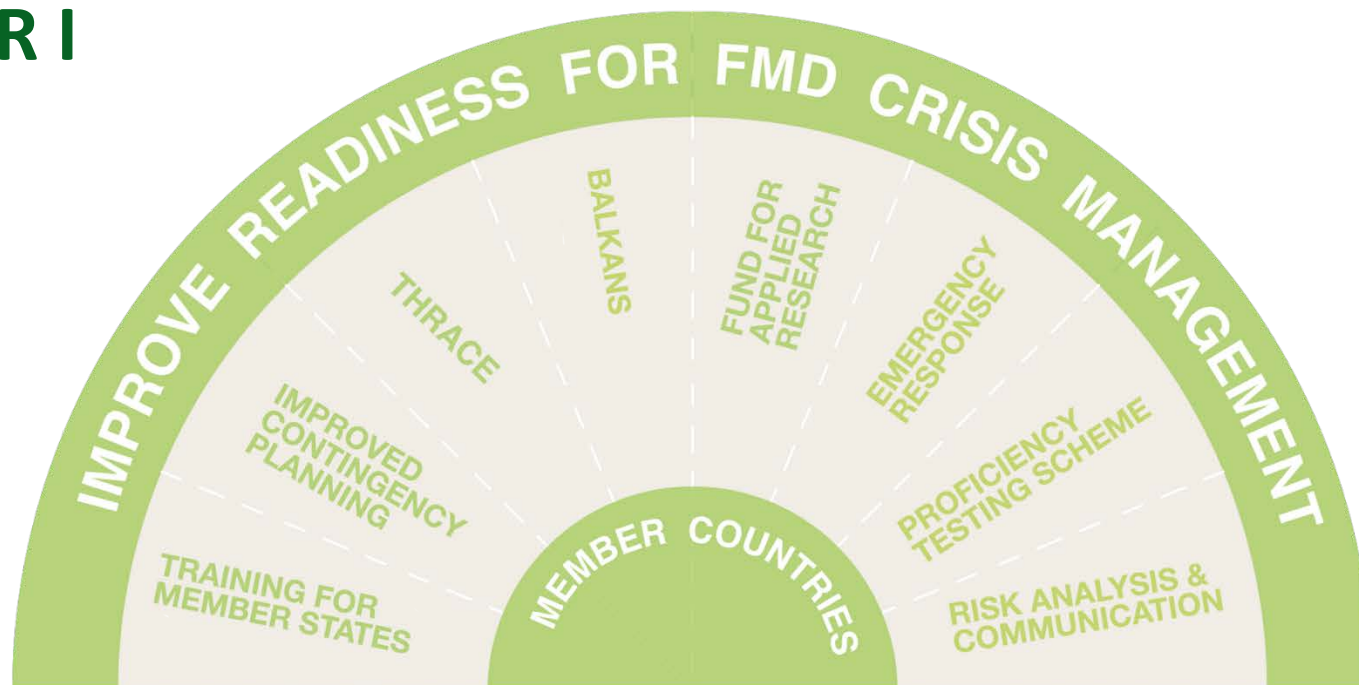 R I
IMPROVE READINESS FOR FMD CRISIS MANAGEMENT
TRAINING FOR
MEMBER STATES
IMPROVED
CONTINGENCY
PLANNING
THRACE
BALKANS
FUND FOR
APPLIED
RESEARCH
EMERGENCY
RESPONSE
PROFICIENCY
TESTING SCHEME
RISK ANALYSIS &
COMMUNICATION
MEMBER COUNTRIES